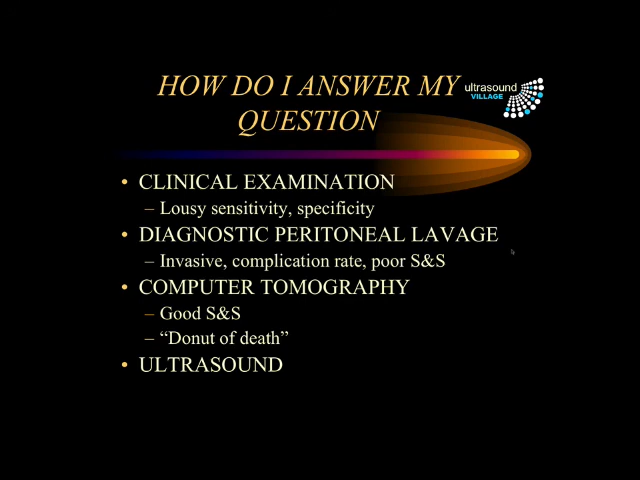 HOW DO I ANSWER MY
QUESTION
ultrasound
VILLAGE
• CLINICAL EXAMINATION
– Lousy sensitivity, specificity
• DIAGNOSTIC PERITONEAL LAVAGE
– Invasive, complication rate, poor S&S
• COMPUTER TOMOGRAPHY
– Good S&S
– “Donut of death”
• ULTRASOUND